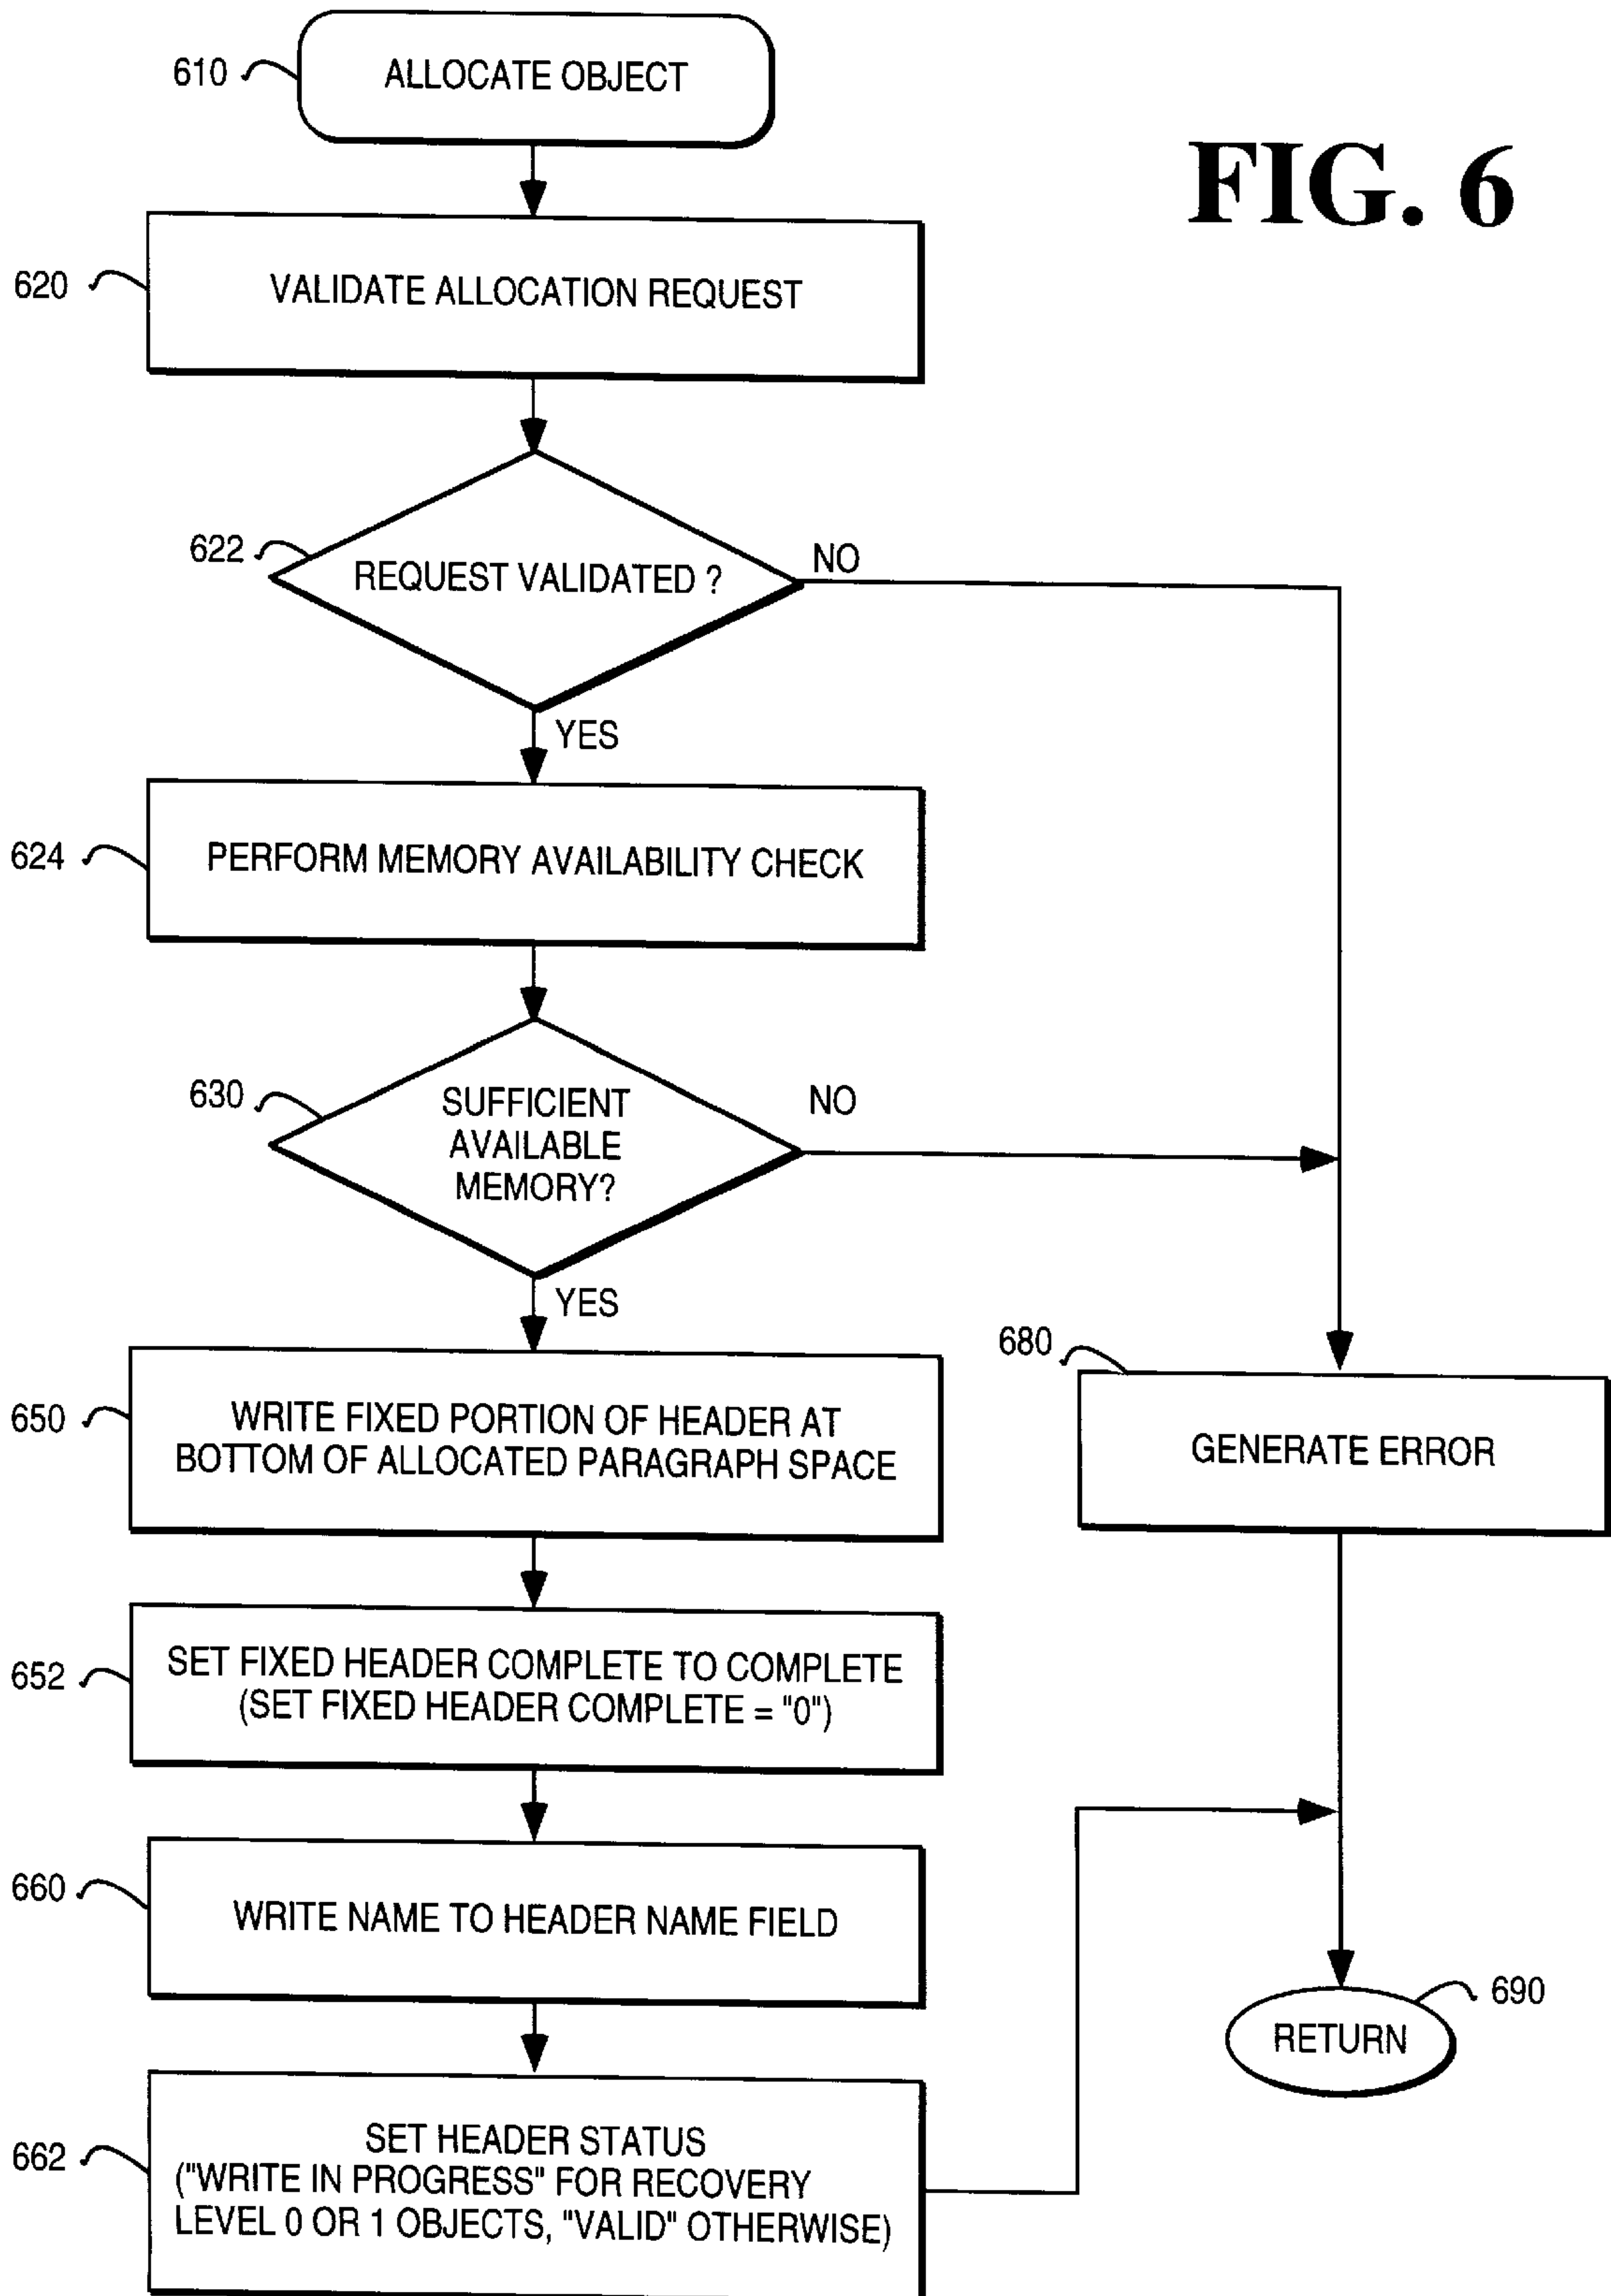 FIG. 6
610
ALLOCATE OBJECT
620
VALIDATE ALLOCATION REQUEST
622
REQUEST VALIDATED ?
NO
YES
624
PERFORM MEMORY AVAILABILITY CHECK
630
SUFFICIENT
AVAILABLE
MEMORY?
NO
YES
650
WRITE FIXED PORTION OF HEADER AT
BOTTOM OF ALLOCATED PARAGRAPH SPACE
680
GENERATE ERROR
652
SET FIXED HEADER COMPLETE TO COMPLETE
(SET FIXED HEADER COMPLETE = "0")
660
WRITE NAME TO HEADER NAME FIELD
690
RETURN
662
SET HEADER STATUS
("WRITE IN PROGRESS" FOR RECOVERY
LEVEL 0 OR 1 OBJECTS, "VALID" OTHERWISE)